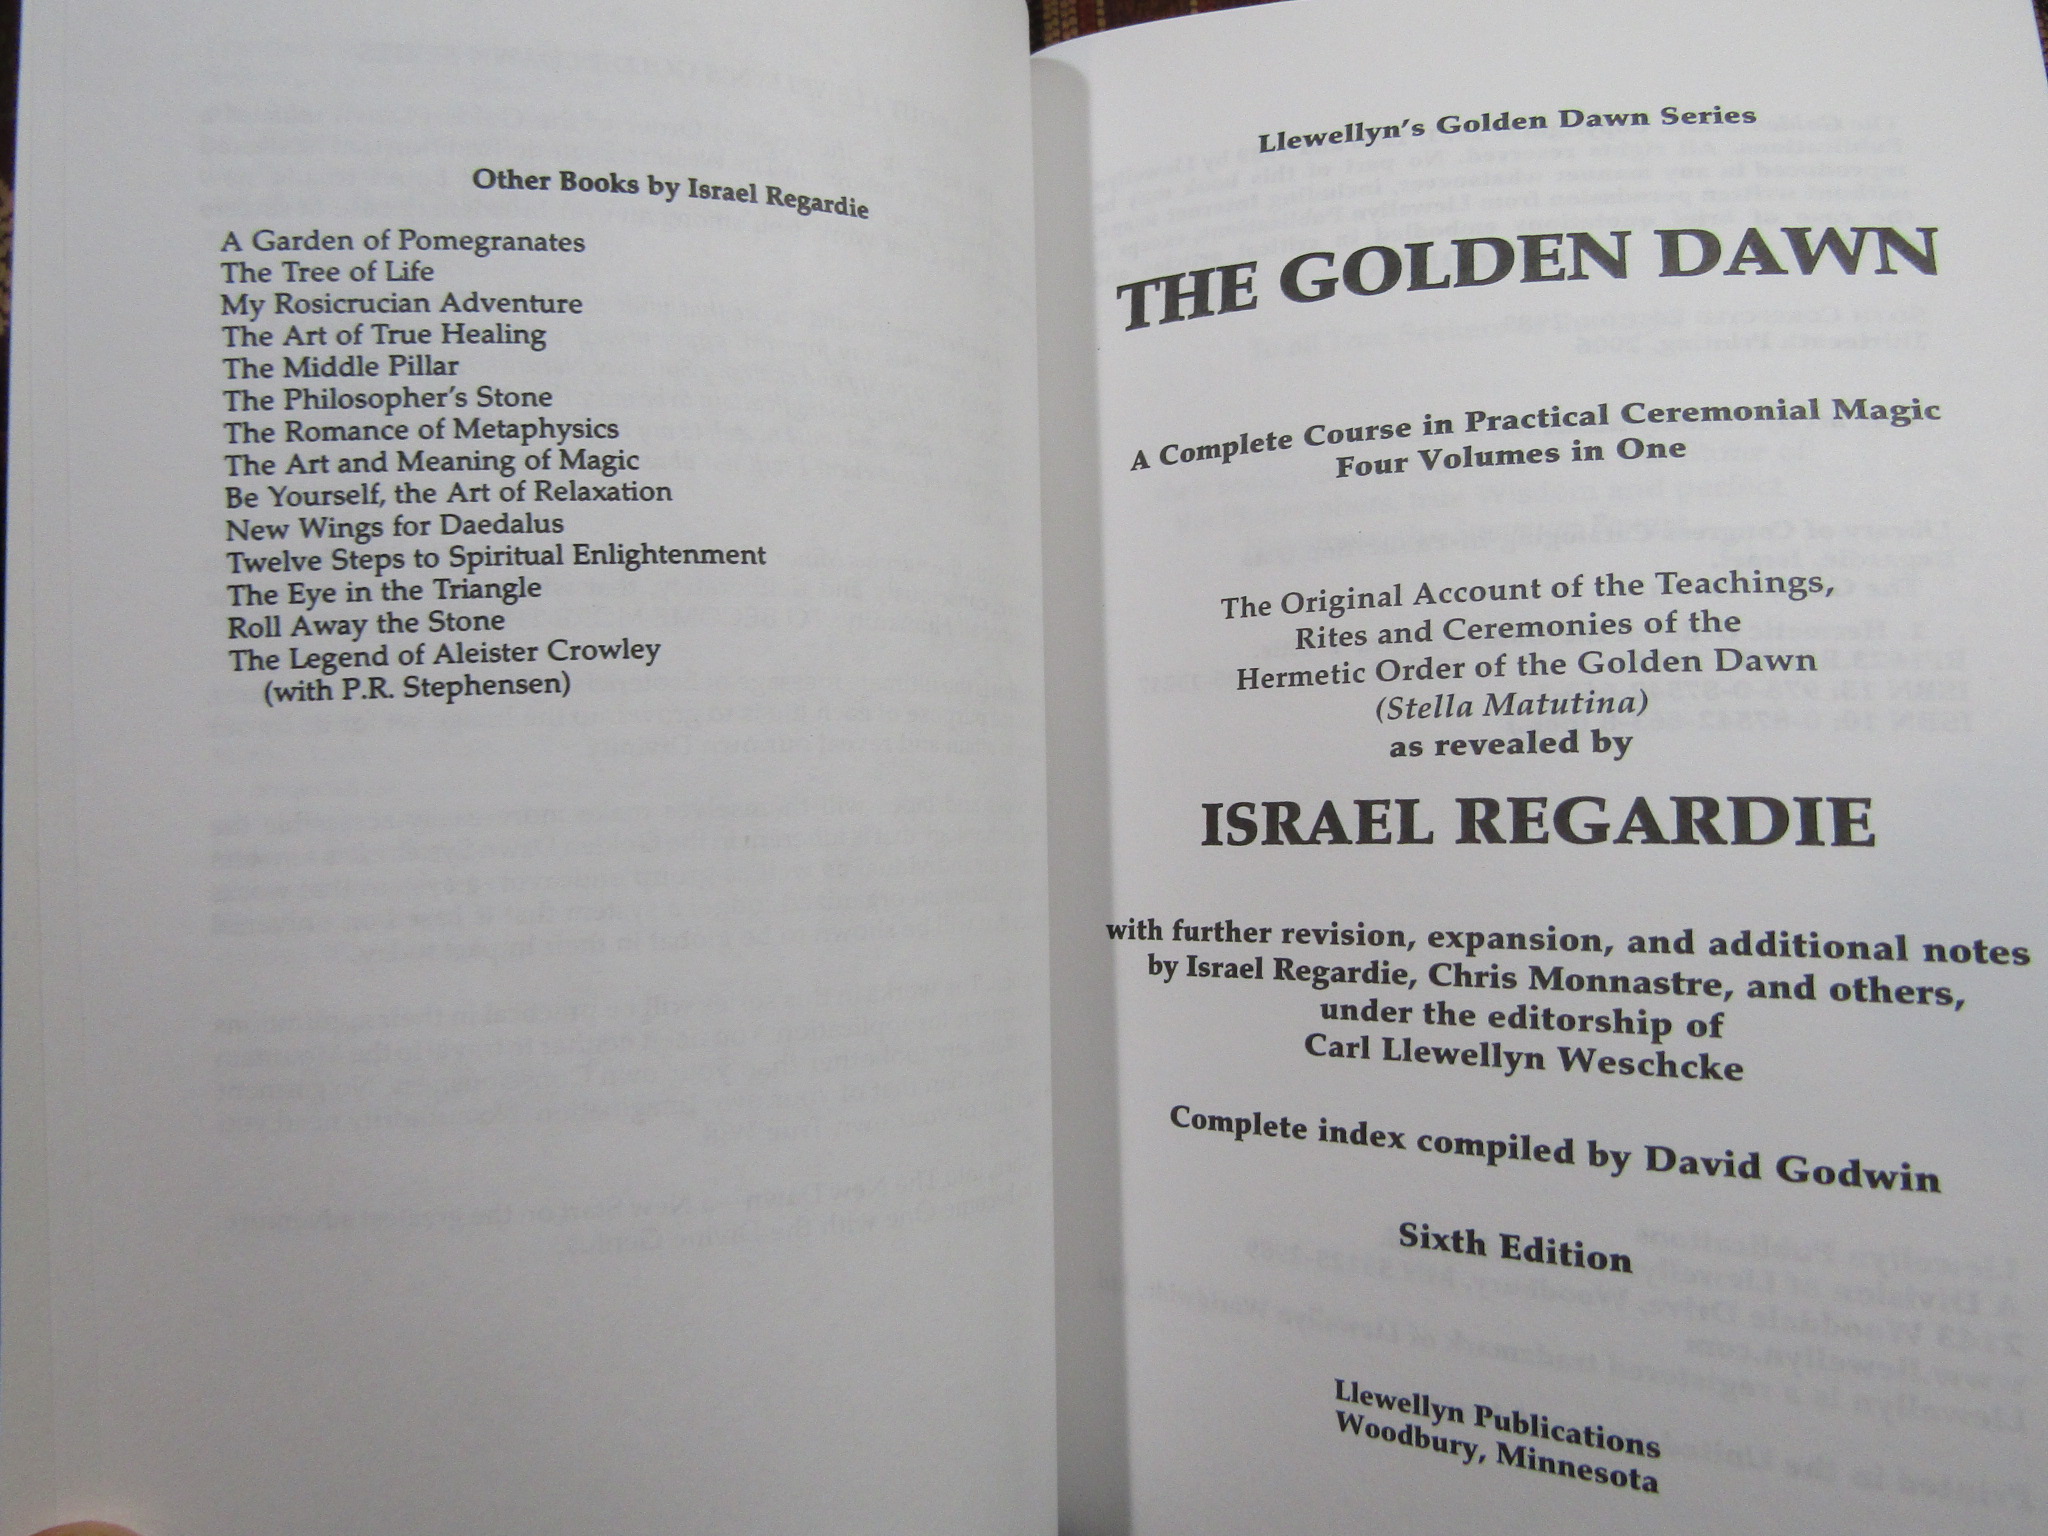 Other Books by Israel Regardie
A Garden of Pomegranates
The Tree of Life
My Rosicrucian Adventure
The Art of True Healing
The Middle Pillar
The Philosopher's Stone
The Romance of Metaphysics
The Art and Meaning of Magic
Be Yourself, the Art of Relaxation
New Wings for Daedalus
Twelve Steps to Spiritual Enlightenment
The Eye in the Triangle
Roll Away the Stone
The Legend of Aleister Crowley
(with P.R. Stephensen)
Llewellyn's Golden Dawn Series
THE GOLDEN DAWN
A Complete Course in Practical Ceremonial Magic
Four Volumes in One
The Original Account of the Teachings,
Rites and Ceremonies of the
Hermetic Order of the Golden Dawn
(Stella Matutina)
as revealed by
ISRAEL REGARDIE
with further revision, expansion, and additional notes
by Israel Regardie, Chris Monnastre, and others,
under the editorship of
Carl Llewellyn Weschcke
Complete index compiled by David Godwin
Sixth Edition
Llewellyn Publications
Woodbury, Minnesota